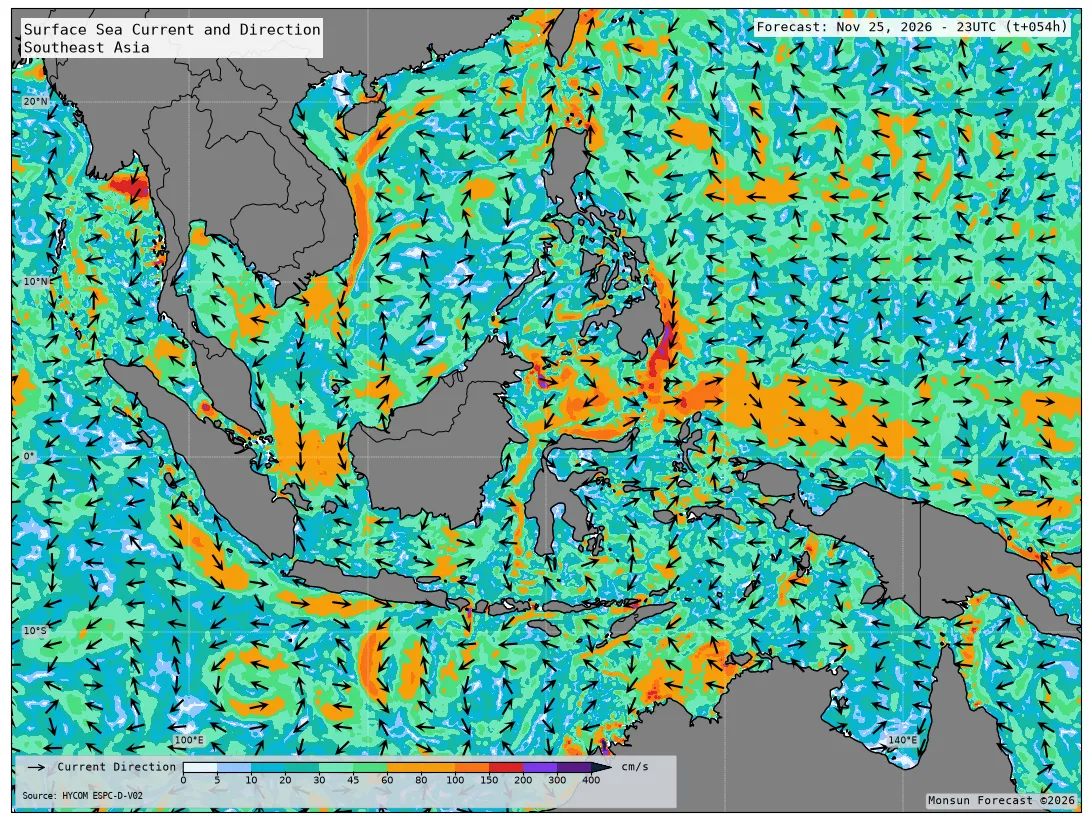 Surface Sea Current and Direction
Southeast Asia
Forecast: Nov 25, 2026 - 23UTC (t+054h)
20°N
10°N
0°
10°S
100°E
140°E
Current Direction
0 5 10 20 30 45 60 80 100 150 200 300 400
cm/s
Source: HYCOM ESPC-D-V02
Monsun Forecast ©2026